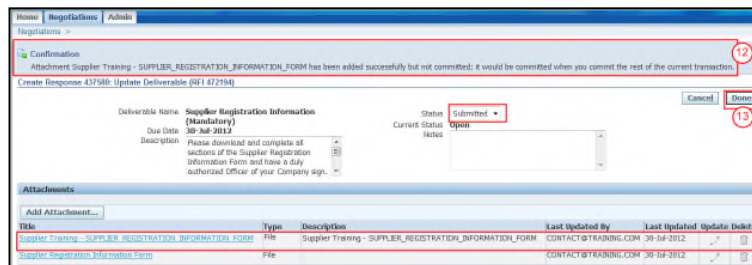 Home Negotiations Admin
Negotiations >
Confirmation
Attachment Supplier Training - SUPPLIER_REGISTRATION_INFORMATION_FORM has been added successfully but not committed; it would be committed when you commit the rest of the current transaction.
12
Create Response 437580: Update Deliverable (RFI 472194)
Cancel Done
13
Deliverable Name Supplier Registration Information (Mandatory)
Status Submitted
Due Date 30-Jul-2012
Current Status Open
Description Please download and complete all
Notes
sections of the Supplier Registration
Information Form and have a duly
authorized Officer of your Company sign.
Attachments
Add Attachment...
Title Type Description Last Updated By Last Updated Update Delete
Supplier Training - SUPPLIER_REGISTRATION_INFORMATION_FORM File Supplier Training - SUPPLIER_REGISTRATION_INFORMATION_FORM CONTACT@TRAINING.COM 30-Jul-2012
Supplier Registration Information Form File CONTACT@TRAINING.COM 30-Jul-2012